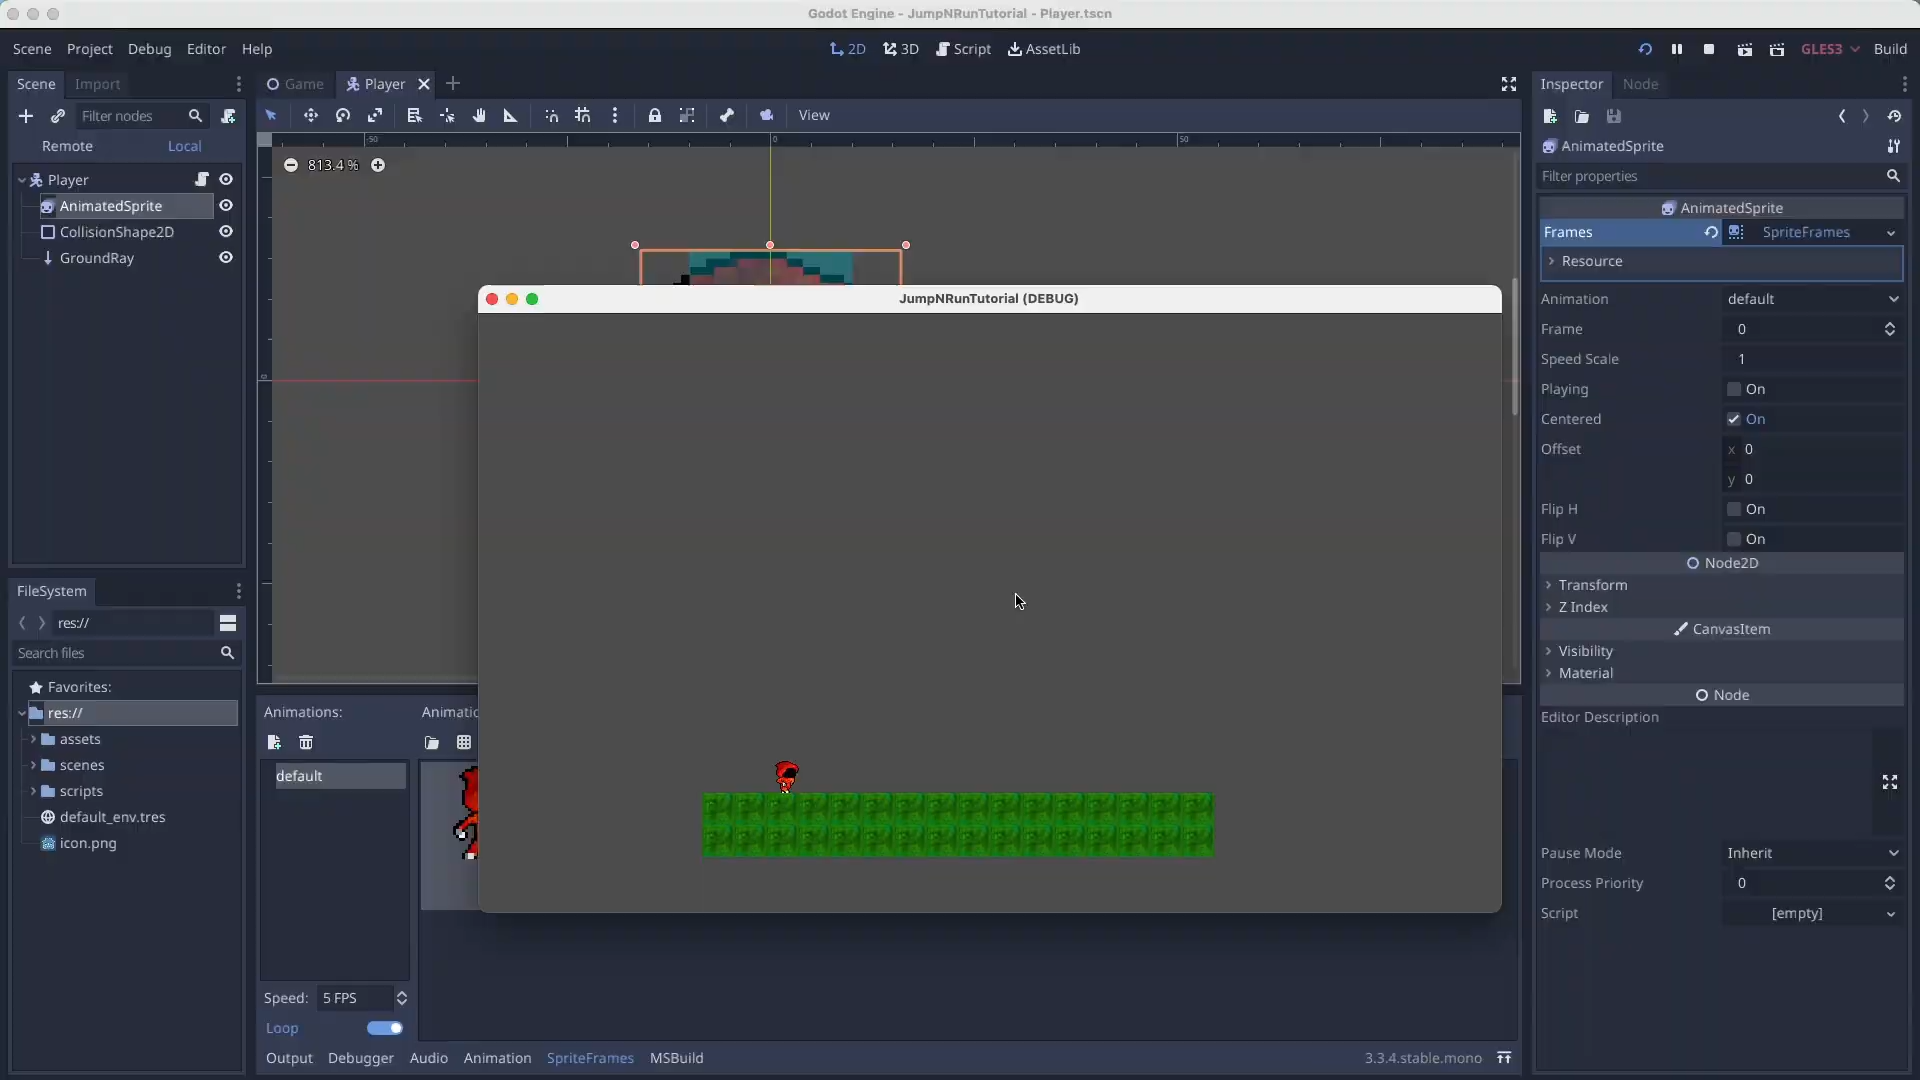 Godot Engine - JumpNRunTutorial - Player.tscn
Scene Project Debug Editor Help
2D 3D Script AssetLib
GLES3 Build
Scene Import
Filter nodes
Remote Local
Player
AnimatedSprite
CollisionShape2D
GroundRay
Game Player
View
-50 0 50
813.4 %
0
JumpNRunTutorial (DEBUG)
FileSystem
res://
Search files
Favorites:
res://
assets
scenes
scripts
default_env.tres
icon.png
Animations:
Animatic
default
Speed: 5 FPS
Loop
Output Debugger Audio Animation SpriteFrames MSBuild
3.3.4.stable.mono
Inspector Node
AnimatedSprite
Filter properties
AnimatedSprite
Frames SpriteFrames
Resource
Animation default
Frame 0
Speed Scale 1
Playing On
Centered On
Offset x 0
y 0
Flip H On
Flip V On
Node2D
Transform
Z Index
CanvasItem
Visibility
Material
Node
Editor Description
Pause Mode Inherit
Process Priority 0
Script [empty]